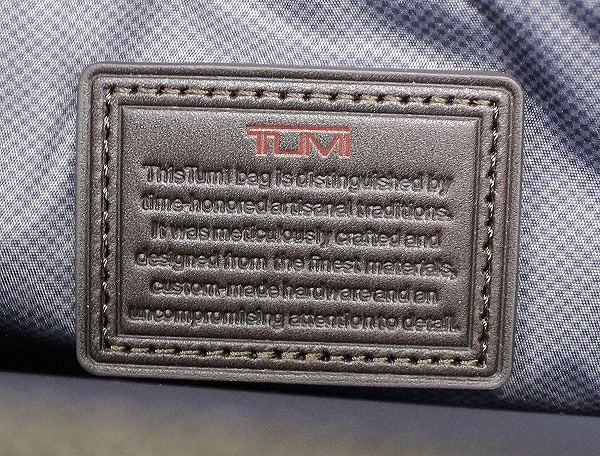 TUMI
This Tumi bag is distinguished by
time-honored artisanal traditions.
It was meticulously crafted and
designed from the finest materials,
custom-made hardware and an
uncompromising attention to detail.